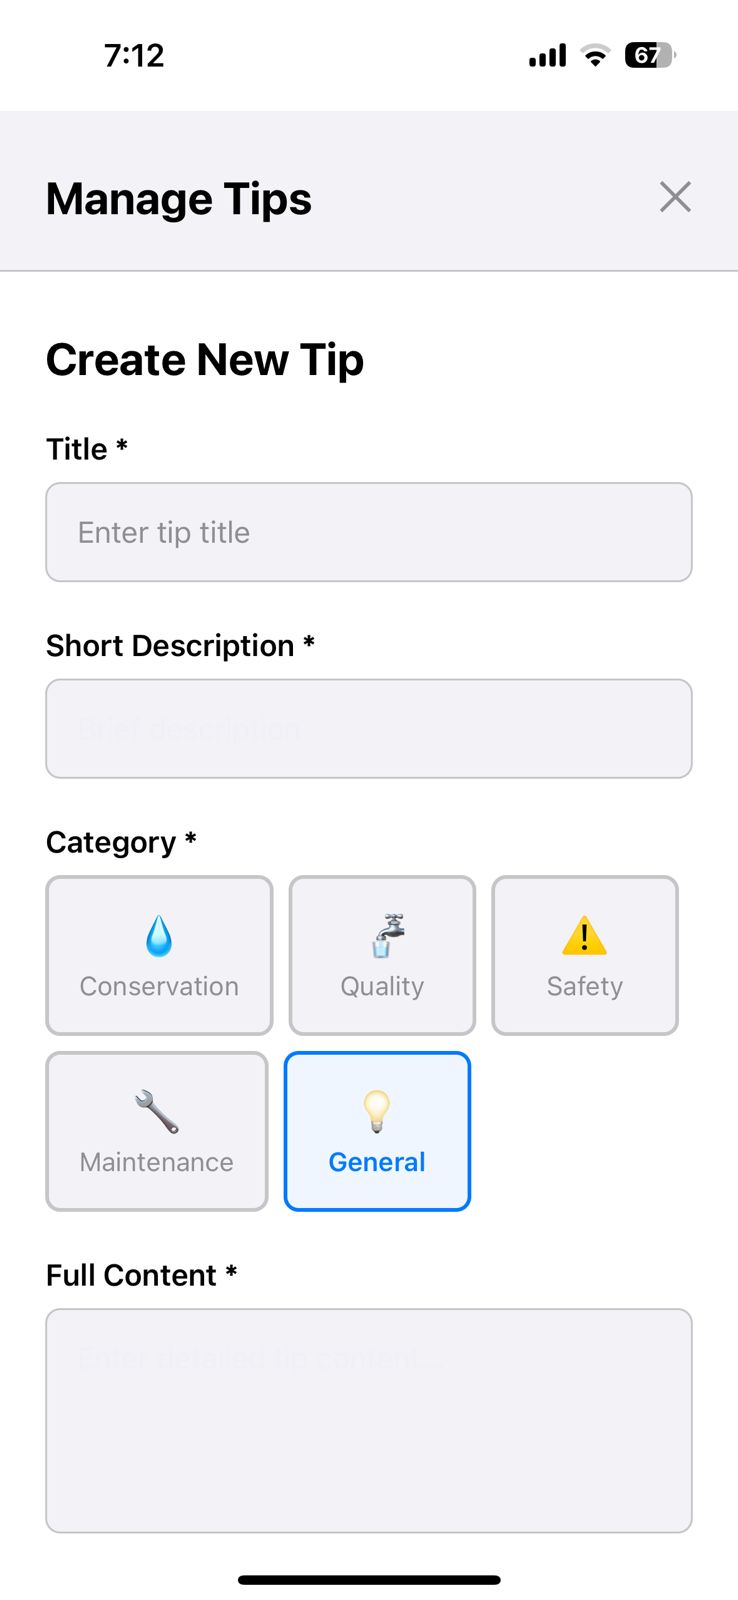 7:12
67
Manage Tips
Create New Tip
Title *
Enter tip title
Short Description *
Brief description
Category *
Conservation
Quality
Safety
Maintenance
General
Full Content *
Enter detailed tip content...